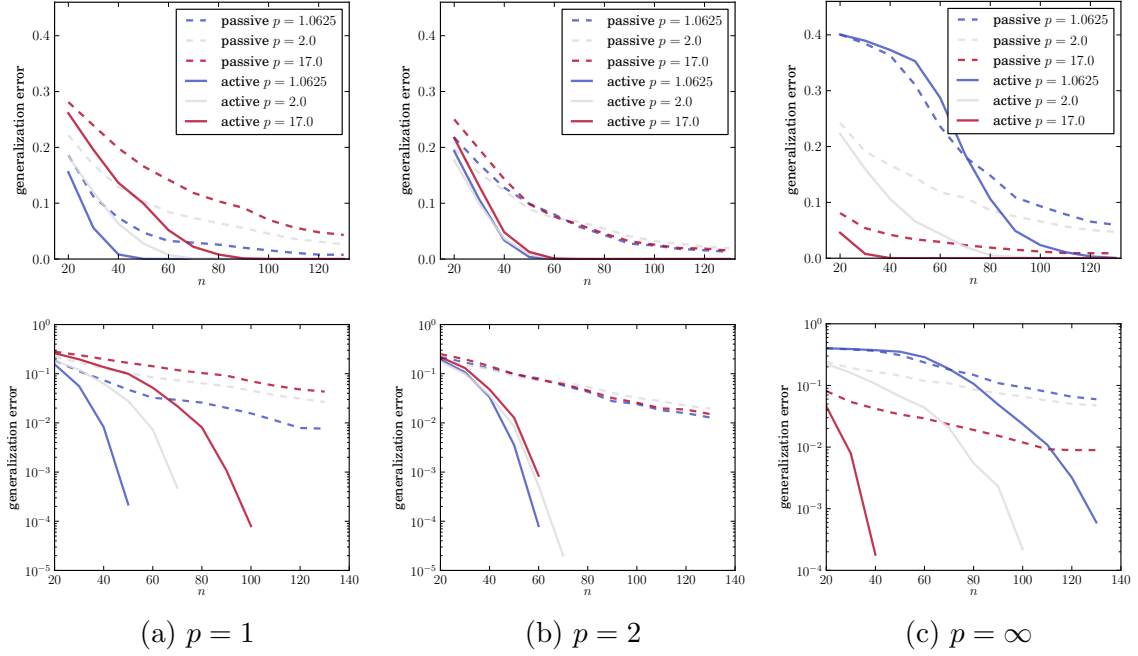 generalization error
0.4
0.3
0.2
0.1
0.0
20 40 60 80 100 120
n
passive p = 1.0625
passive p = 2.0
passive p = 17.0
active p = 1.0625
active p = 2.0
active p = 17.0
generalization error
0.4
0.3
0.2
0.1
0.0
20 40 60 80 100 120
n
passive p = 1.0625
passive p = 2.0
passive p = 17.0
active p = 1.0625
active p = 2.0
active p = 17.0
generalization error
0.4
0.3
0.2
0.1
0.0
20 40 60 80 100 120
n
passive p = 1.0625
passive p = 2.0
passive p = 17.0
active p = 1.0625
active p = 2.0
active p = 17.0
generalization error
10⁰
10⁻¹
10⁻²
10⁻³
10⁻⁴
10⁻⁵
20 40 60 80 100 120 140
n
generalization error
10⁰
10⁻¹
10⁻²
10⁻³
10⁻⁴
10⁻⁵
20 40 60 80 100 120 140
n
generalization error
10⁰
10⁻¹
10⁻²
10⁻³
10⁻⁴
20 40 60 80 100 120 140
n
(a) p = 1
(b) p = 2
(c) p = ∞